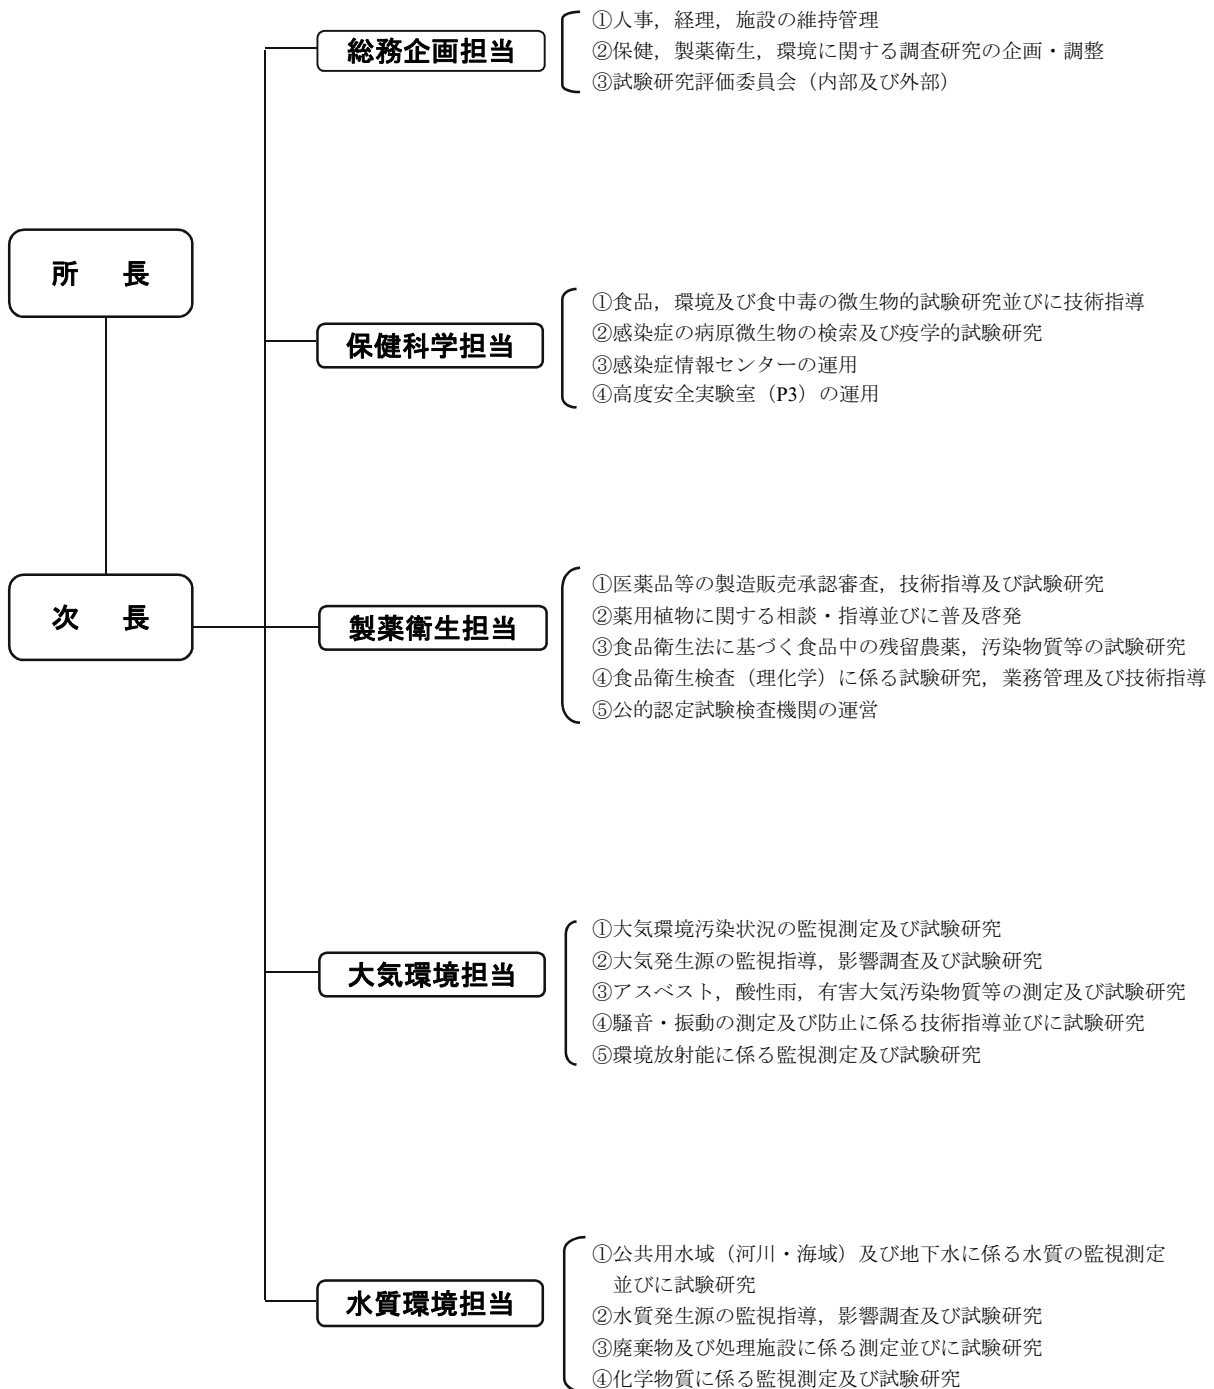 総務企画担当
①人事，経理，施設の維持管理
②保健，製薬衛生，環境に関する調査研究の企画・調整
③試験研究評価委員会（内部及び外部）
所　長
保健科学担当
①食品，環境及び食中毒の微生物的試験研究並びに技術指導
②感染症の病原微生物の検索及び疫学的試験研究
③感染症情報センターの運用
④高度安全実験室（P3）の運用
次　長
製薬衛生担当
①医薬品等の製造販売承認審査，技術指導及び試験研究
②薬用植物に関する相談・指導並びに普及啓発
③食品衛生法に基づく食品中の残留農薬，汚染物質等の試験研究
④食品衛生検査（理化学）に係る試験研究，業務管理及び技術指導
⑤公的認定試験検査機関の運営
大気環境担当
①大気環境汚染状況の監視測定及び試験研究
②大気発生源の監視指導，影響調査及び試験研究
③アスベスト，酸性雨，有害大気汚染物質等の測定及び試験研究
④騒音・振動の測定及び防止に係る技術指導並びに試験研究
⑤環境放射能に係る監視測定及び試験研究
水質環境担当
①公共用水域（河川・海域）及び地下水に係る水質の監視測定
並びに試験研究
②水質発生源の監視指導，影響調査及び試験研究
③廃棄物及び処理施設に係る測定並びに試験研究
④化学物質に係る監視測定及び試験研究